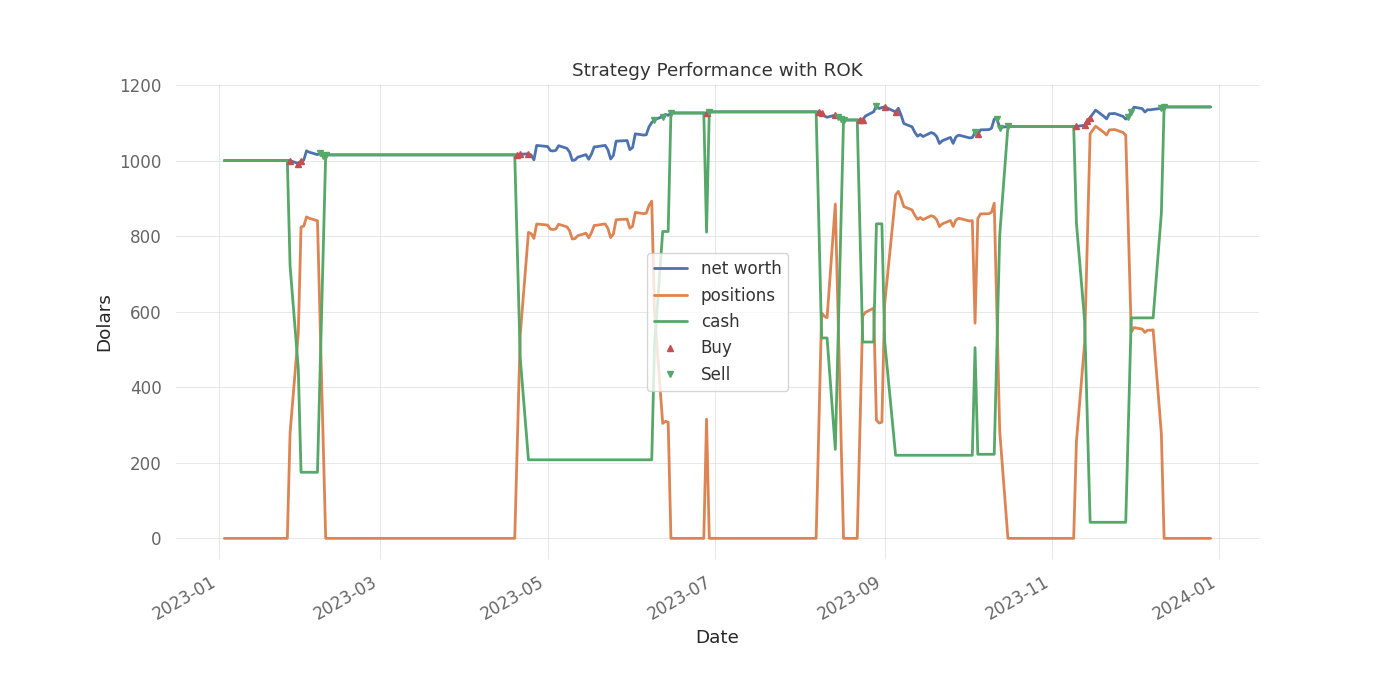 Strategy Performance with ROK
1200
1000
800
600
400
200
0
Dolars
net worth
positions
cash
Buy
Sell
2023-01
2023-03
2023-05
2023-07
2023-09
2023-11
2024-01
Date